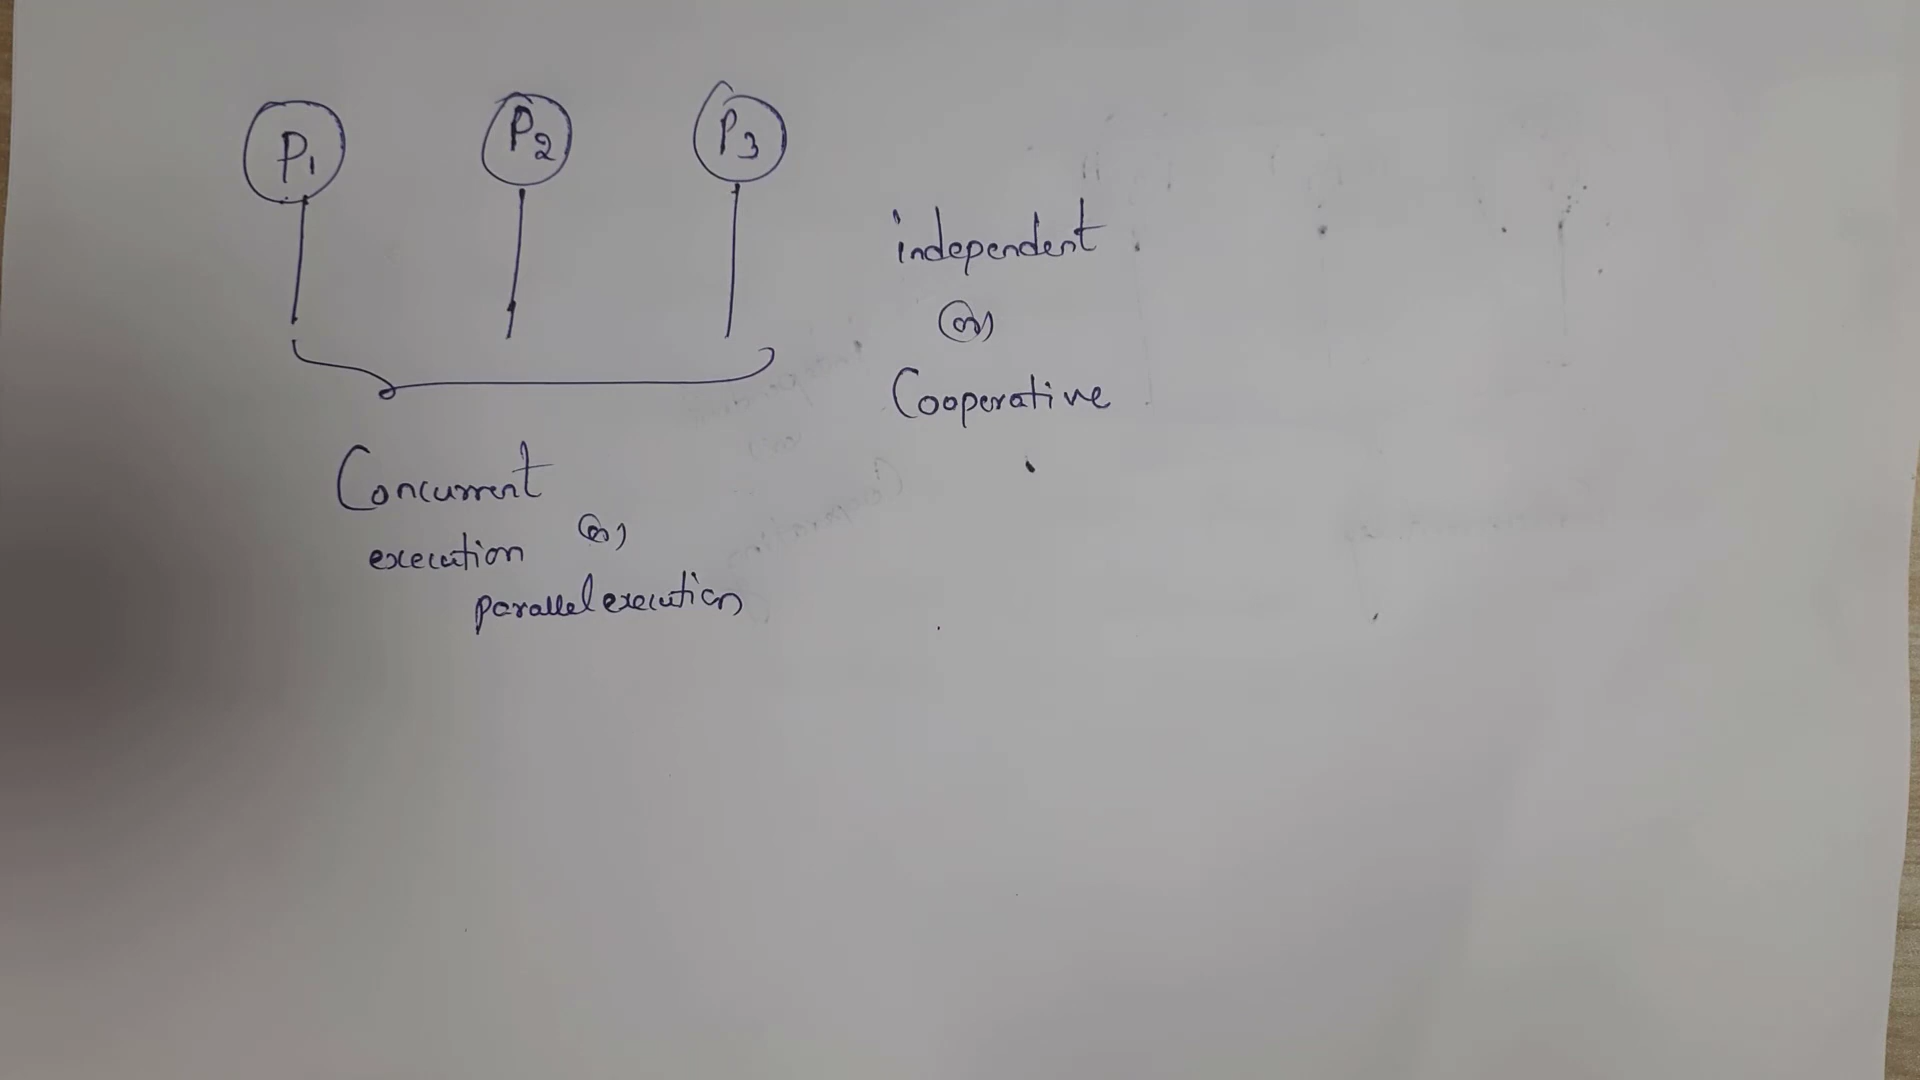 P1 P2 P3
independent
(or)
Cooperative
Concurrent
execution (or)
parallel execution